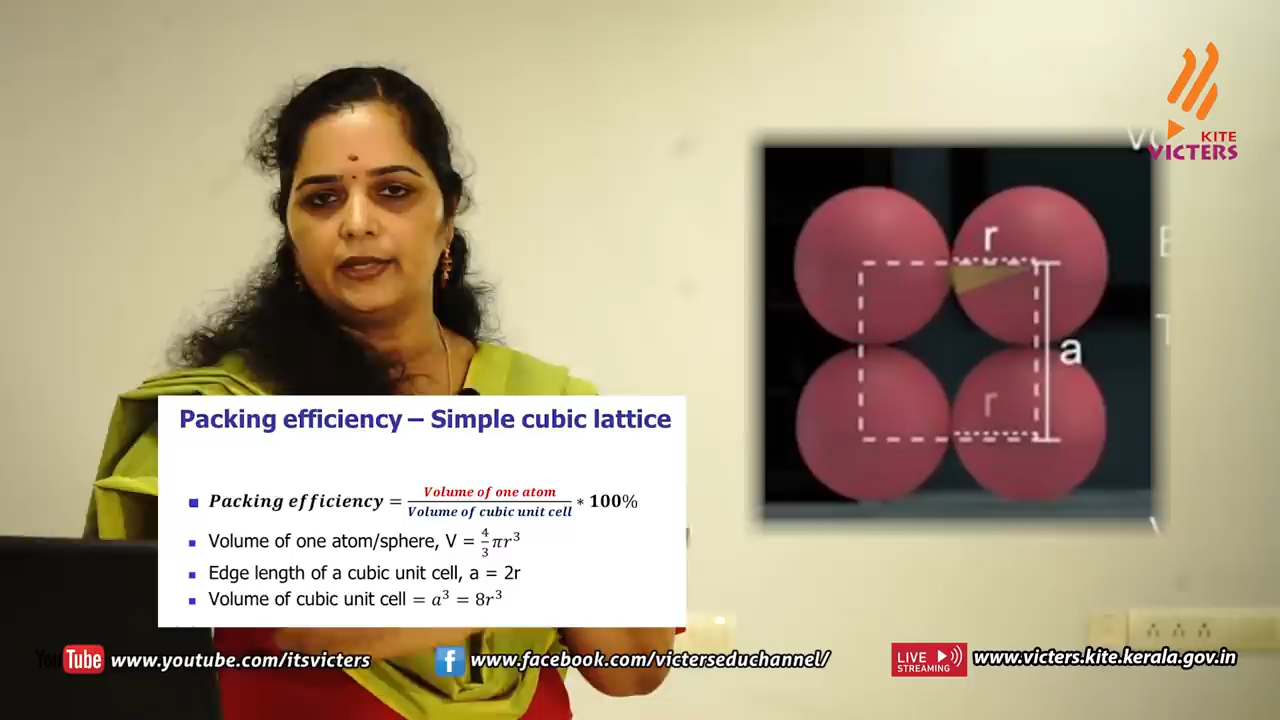 KITE
VICTERS
r
a
r
Packing efficiency – Simple cubic lattice
Packing efficiency = Volume of one atom / Volume of cubic unit cell * 100%
Volume of one atom/sphere, V = 4/3 πr³
Edge length of a cubic unit cell, a = 2r
Volume of cubic unit cell = a³ = 8r³
You Tube www.youtube.com/itsvicters
f www.facebook.com/victerseduchannel/
LIVE
STREAMING
www.victers.kite.kerala.gov.in